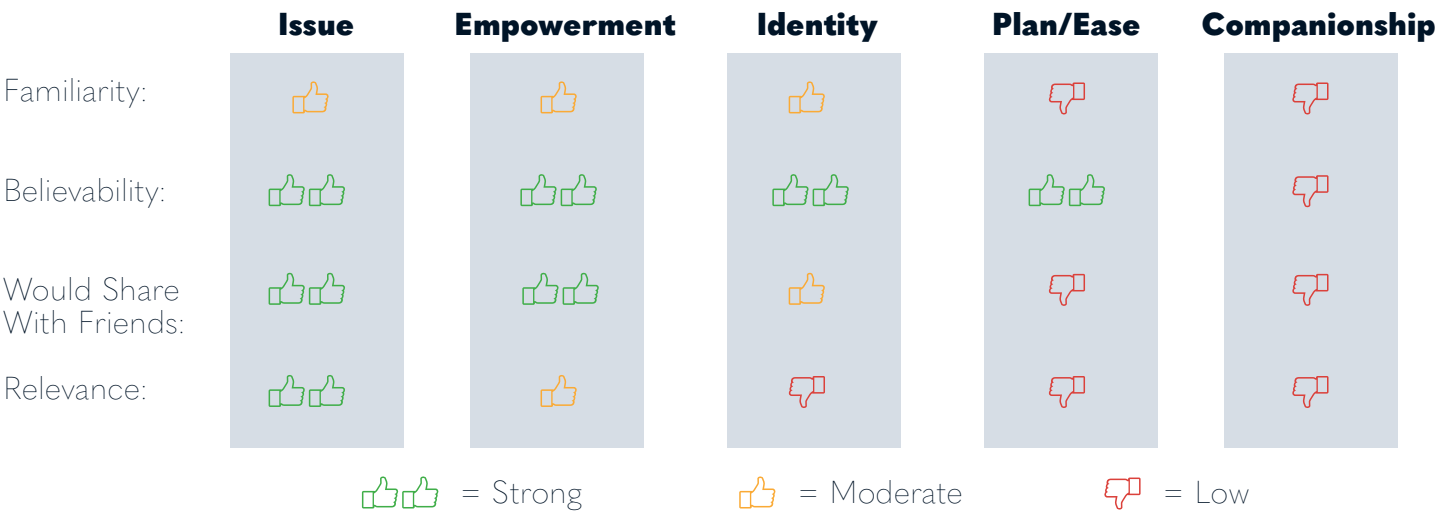 Issue Empowerment Identity Plan/Ease Companionship
Familiarity:
Believability:
Would Share
With Friends:
Relevance:
= Strong = Moderate = Low